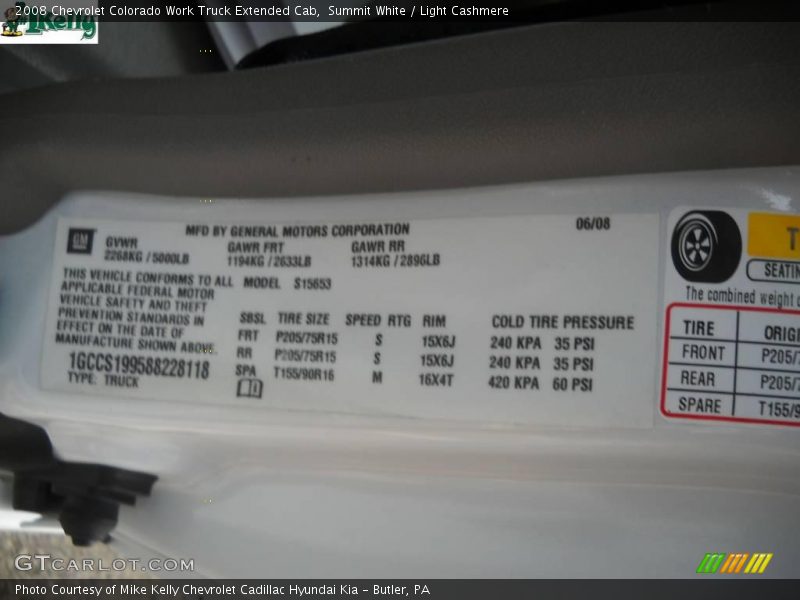 2008 Chevrolet Colorado Work Truck Extended Cab,  Summit White / Light Cashmere
Kelly
MFD BY GENERAL MOTORS CORPORATION 06/08
GM GVWR GAWR FRT GAWR RR
2268KG / 5000LB 1194KG / 2633LB 1314KG / 2896LB
THIS VEHICLE CONFORMS TO ALL MODEL S15653
APPLICABLE FEDERAL MOTOR
VEHICLE SAFETY AND THEFT
PREVENTION STANDARDS IN
EFFECT ON THE DATE OF
MANUFACTURE SHOWN ABOVE
1GCCS199588228118
TYPE: TRUCK
SBSL TIRE SIZE SPEED RTG RIM COLD TIRE PRESSURE
FRT P205/75R15 S 15X6J 240 KPA 35 PSI
RR P205/75R15 S 15X6J 240 KPA 35 PSI
SPA T155/90R16 M 16X4T 420 KPA 60 PSI
T
SEATIN
The combined weight o
TIRE ORIGI
FRONT P205/7
REAR P205/7
SPARE T155/9
GTCARLOT.COM
Photo Courtesy of Mike Kelly Chevrolet Cadillac Hyundai Kia – Butler, PA